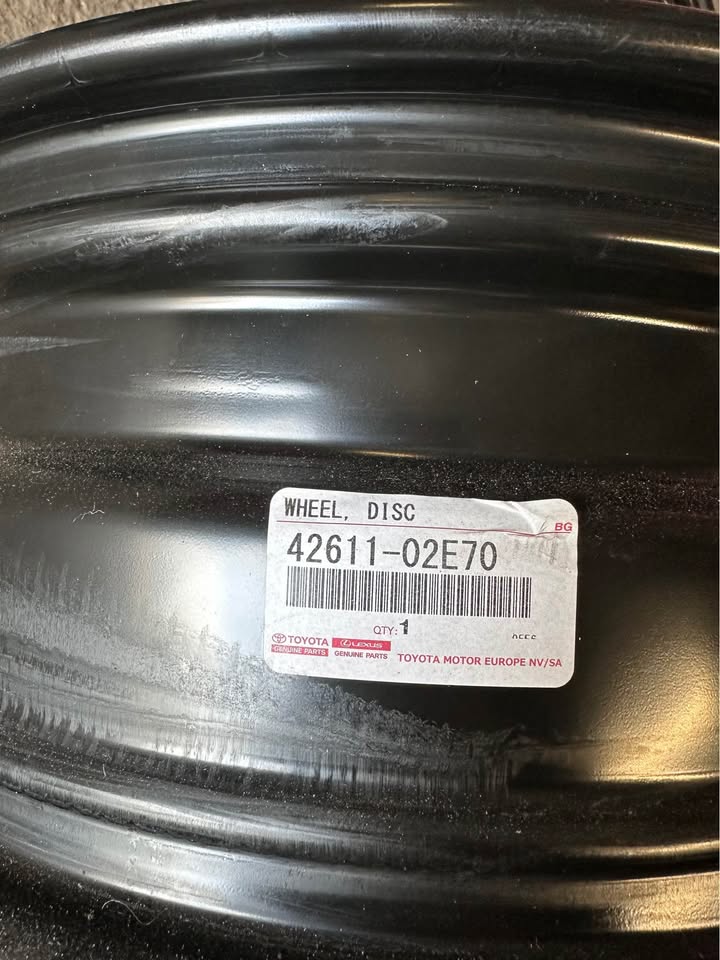 WHEEL, DISC
BG
42611-02E70
QTY: 1
TOYOTA
GENUINE PARTS
LEXUS
GENUINE PARTS
TOYOTA MOTOR EUROPE NV/SA